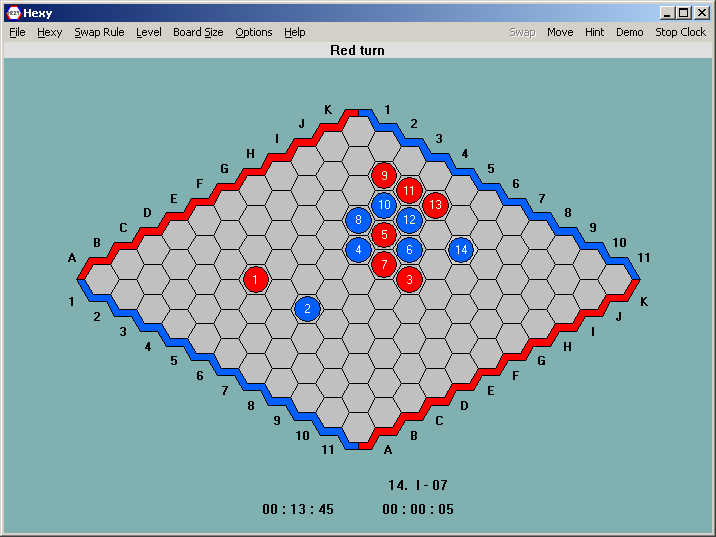 Hexy
File Hexy Swap Rule Level Board Size Options Help Swap Move Hint Demo Stop Clock
Red turn
K 1
J 2
I 3
H 4
G 5
F 6
E 7
D 8
C 9
B 10
A 11
9
11
10 13
8 12
5
4 6 14
7
1 3
2
1 K
2 J
3 I
4 H
5 G
6 F
7 E
8 D
9 C
10 B
11 A
14. I - 07
00 : 13 : 45 00 : 00 : 05